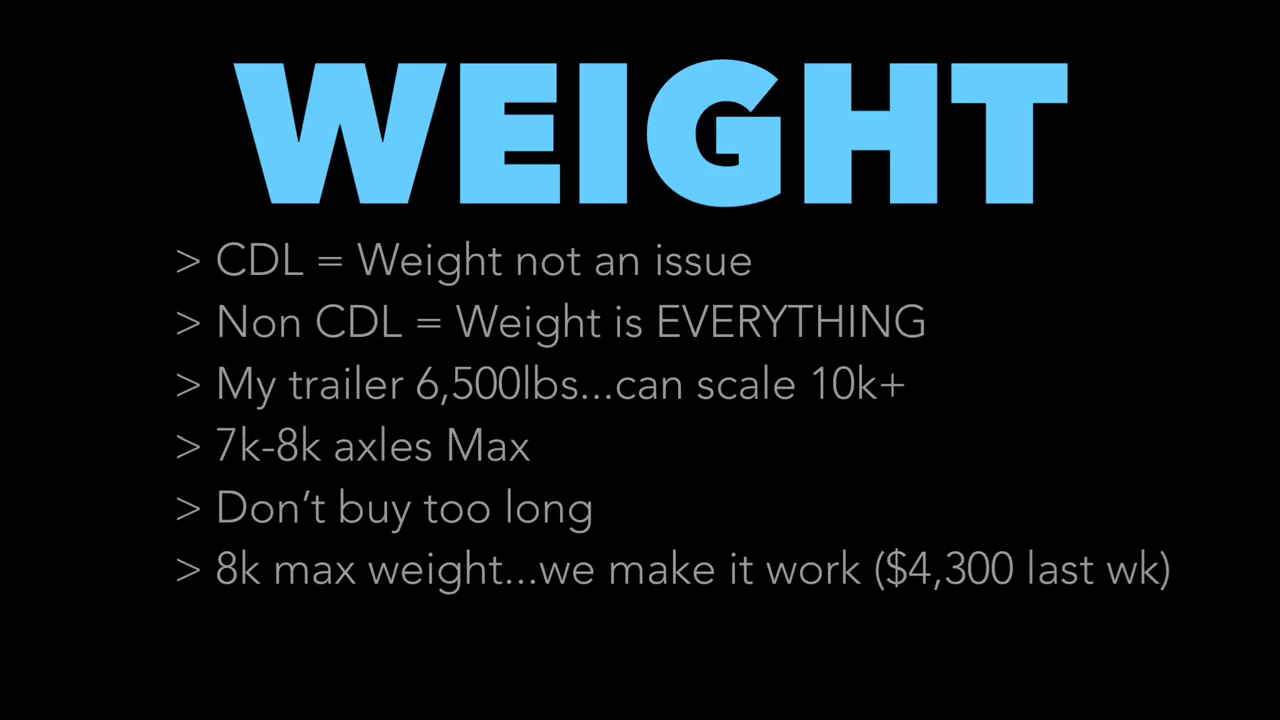 WEIGHT
> CDL = Weight not an issue
> Non CDL = Weight is EVERYTHING
> My trailer 6,500lbs...can scale 10k+
> 7k-8k axles Max
> Don’t buy too long
> 8k max weight...we make it work ($4,300 last wk)